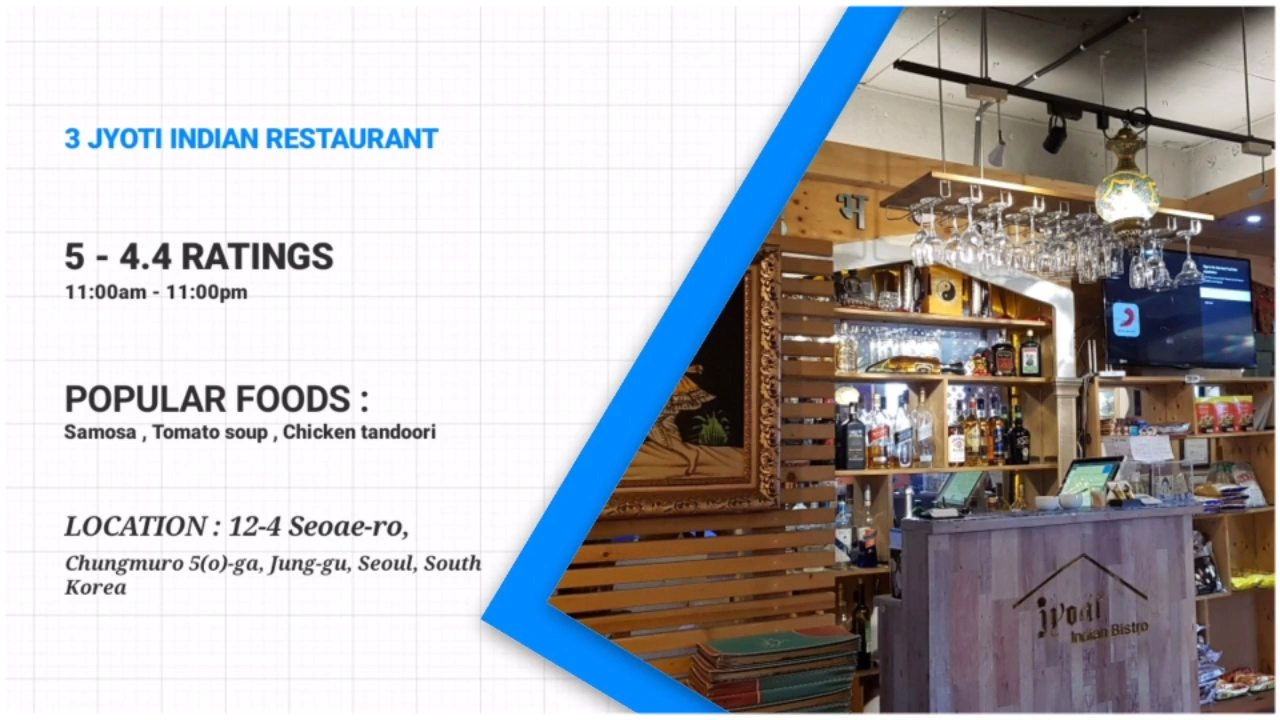 3 JYOTI INDIAN RESTAURANT
5 - 4.4 RATINGS
11:00am - 11:00pm
POPULAR FOODS :
Samosa , Tomato soup , Chicken tandoori
LOCATION : 12-4 Seoae-ro,
Chungmuro 5(o)-ga, Jung-gu, Seoul, South
Korea
भ
jyoti
Indian Bistro